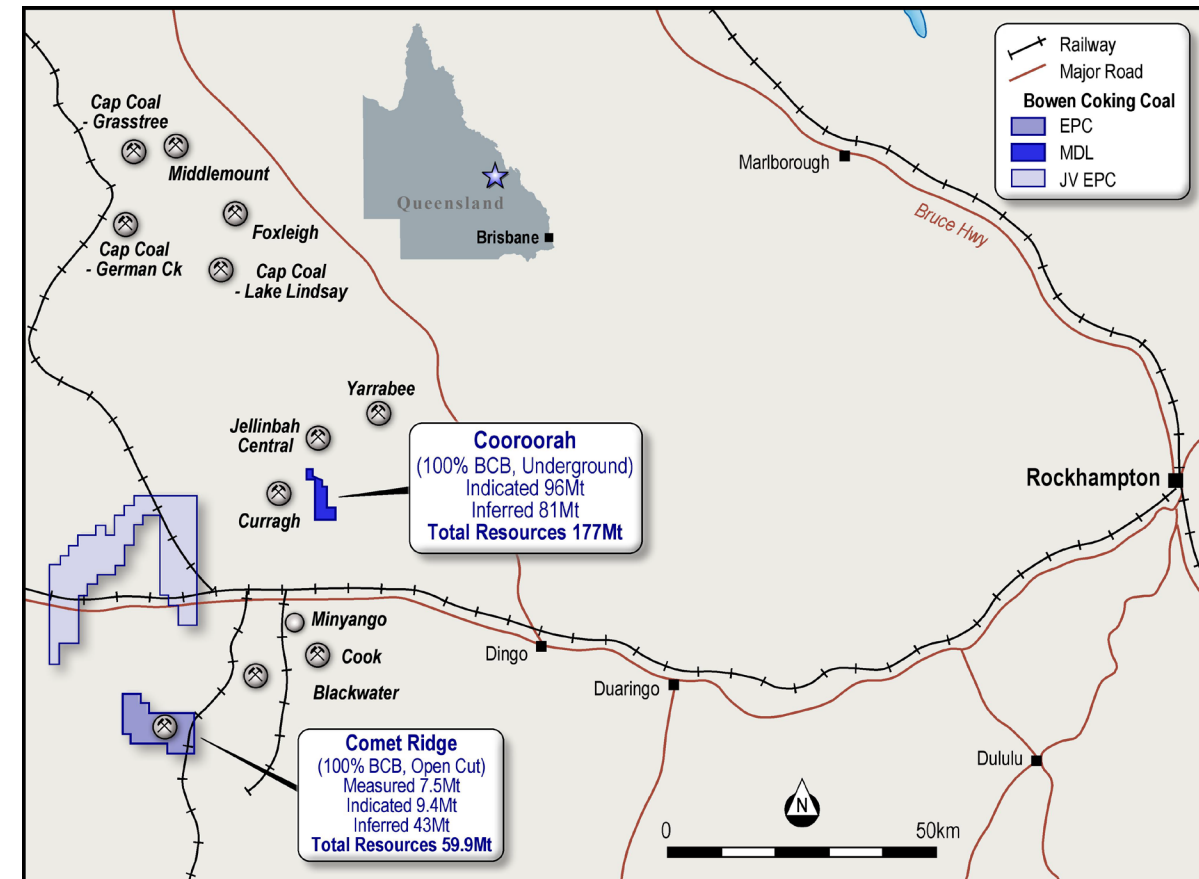 Railway
Major Road
Bowen Coking Coal
EPC
MDL
JV EPC
Cap Coal
- Grasstree
Middlemount
Foxleigh
Cap Coal
- German Ck
Cap Coal
- Lake Lindsay
Queensland
Brisbane
Marlborough
Bruce Hwy
Yarrabee
Jellinbah
Central
Curragh
Cooroorah
(100% BCB, Underground)
Indicated 96Mt
Inferred 81Mt
Total Resources 177Mt
Rockhampton
Minyango
Cook
Blackwater
Dingo
Duaringo
Dululu
Comet Ridge
(100% BCB, Open Cut)
Measured 7.5Mt
Indicated 9.4Mt
Inferred 43Mt
Total Resources 59.9Mt
N
0 50km